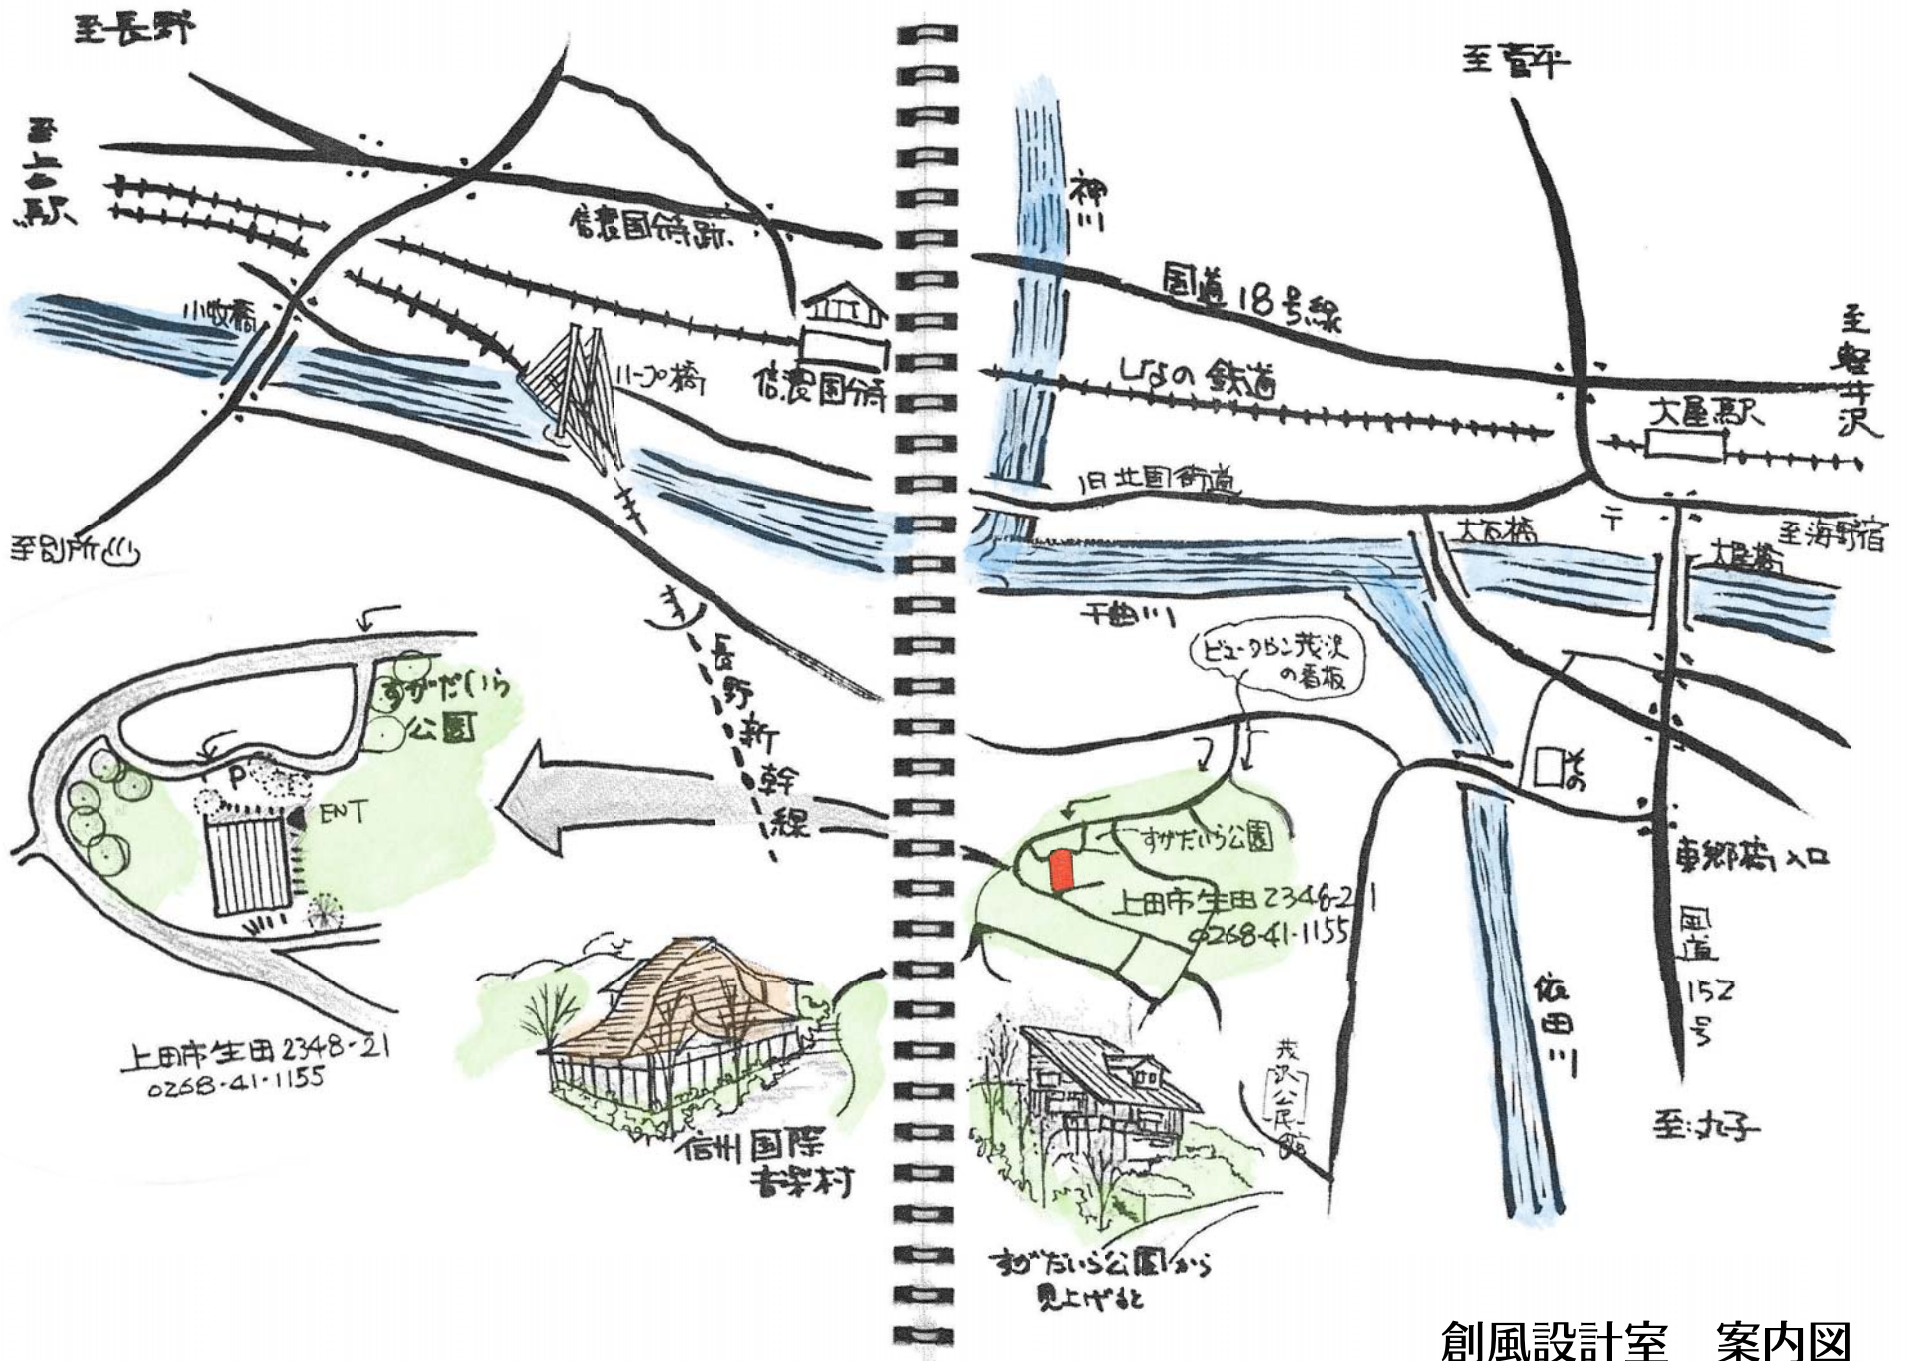 至長野
至上田駅
信濃国分寺跡
小牧橋
ハープ橋
信濃国分寺
至別所
長野新幹線
すがだいら
公園
P
ENT
上田市生田2348-21
0268-41-1155
信州国際
音楽村
至菅平
神川
国道18号線
しなの鉄道
至軽井沢
大屋駅
旧北国街道
大石橋
〒
至海野宿
大屋橋
千曲川
ビュータウン茂沢
の看板
その
すがだいら公園
上田市生田2348-21
0268-41-1155
東郷橋入口
国道152号
依田川
茂沢公民館
至丸子
すがだいら公園から
見上げると
創風設計室　案内図